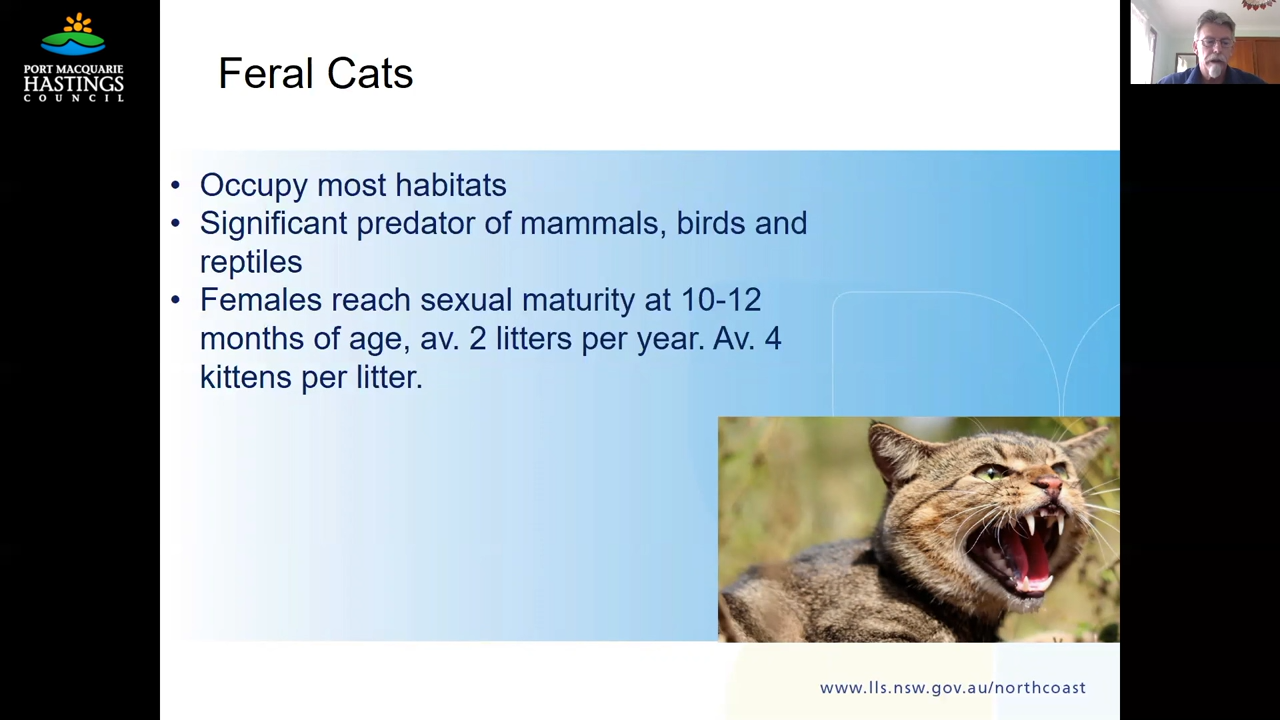 PORT MACQUARIE
HASTINGS
COUNCIL
Feral Cats
• Occupy most habitats
• Significant predator of mammals, birds and
reptiles
• Females reach sexual maturity at 10-12
months of age, av. 2 litters per year. Av. 4
kittens per litter.
www.lls.nsw.gov.au/northcoast